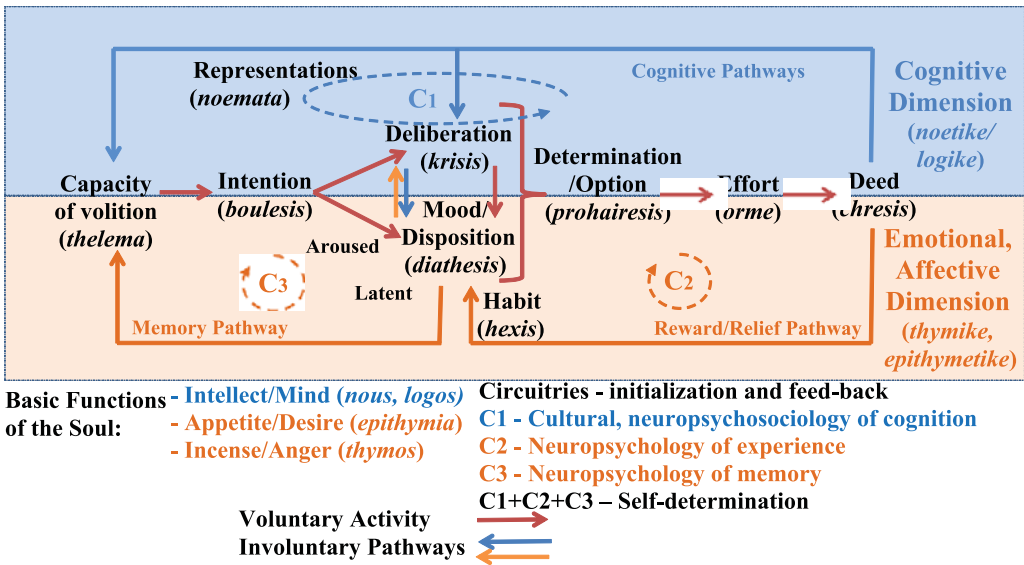 Representations
(noemata)
C1
Cognitive Pathways
Cognitive
Dimension
(noetike/
logike)
Deliberation
(krisis)
Capacity
of volition
(thelema)
Intention
(boulesis)
Determination
/Option
(prohairesis)
Effort
(orme)
Deed
(chresis)
Mood/
Disposition
(diathesis)
Aroused
Latent
C3
C2
Habit
(hexis)
Memory Pathway
Reward/Relief Pathway
Emotional,
Affective
Dimension
(thymike,
epithymetike)
Basic Functions
of the Soul:
- Intellect/Mind (nous, logos)
- Appetite/Desire (epithymia)
- Incense/Anger (thymos)
Circuitries - initialization and feed-back
C1 - Cultural, neuropsychosociology of cognition
C2 - Neuropsychology of experience
C3 - Neuropsychology of memory
C1+C2+C3 – Self-determination
Voluntary Activity
Involuntary Pathways